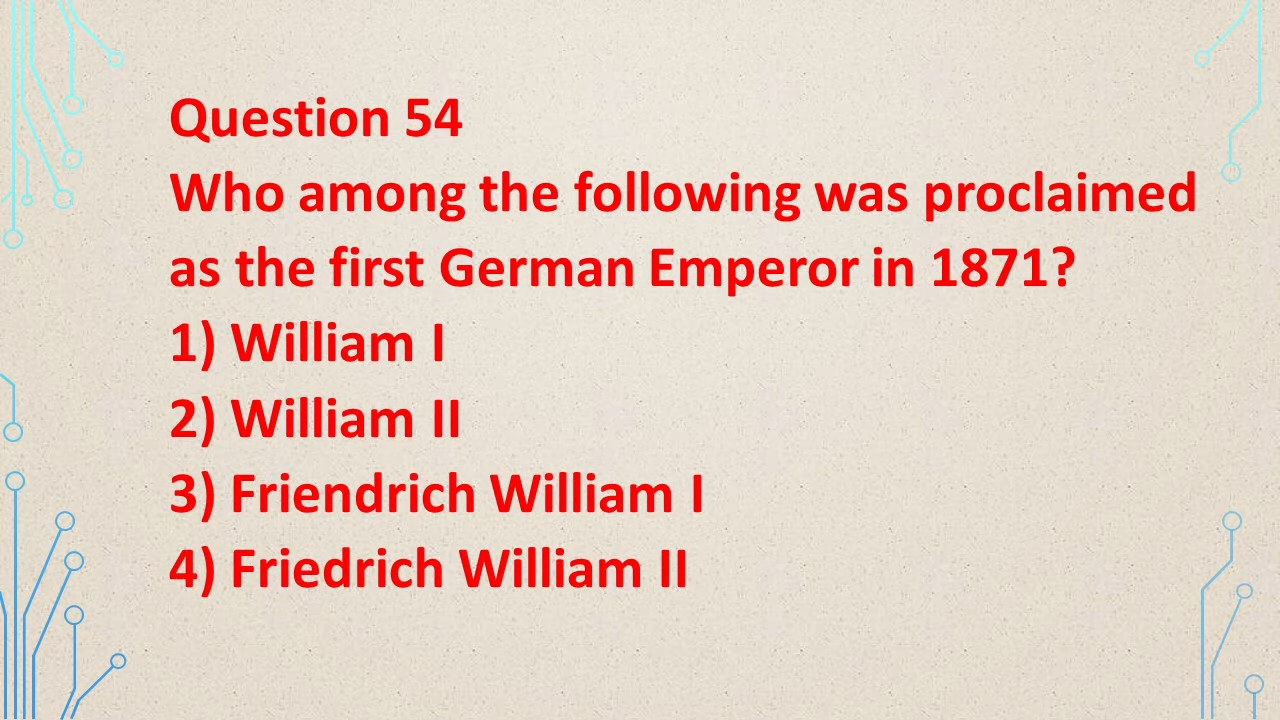 Question 54
Who among the following was proclaimed
as the first German Emperor in 1871?
1) William I
2) William II
3) Friendrich William I
4) Friedrich William II